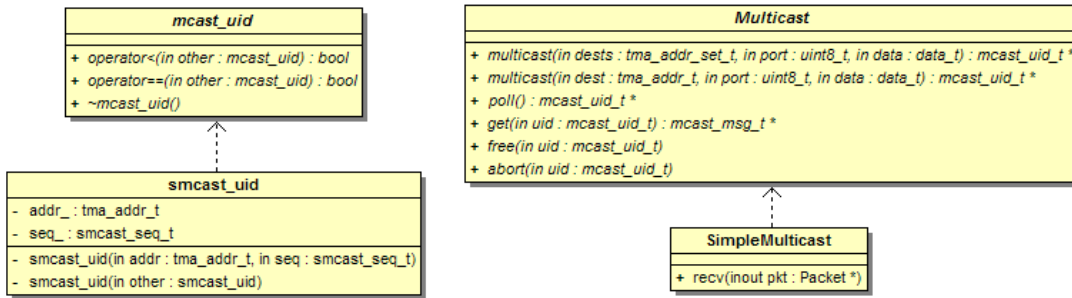 mcast_uid
+ operator<(in other : mcast_uid) : bool
+ operator==(in other : mcast_uid) : bool
+ ~mcast_uid()
smcast_uid
- addr_ : tma_addr_t
- seq_ : smcast_seq_t
- smcast_uid(in addr : tma_addr_t, in seq : smcast_seq_t)
- smcast_uid(in other : smcast_uid)
Multicast
+ multicast(in dests : tma_addr_set_t, in port : uint8_t, in data : data_t) : mcast_uid_t *
+ multicast(in dest : tma_addr_t, in port : uint8_t, in data : data_t) : mcast_uid_t *
+ poll() : mcast_uid_t *
+ get(in uid : mcast_uid_t) : mcast_msg_t *
+ free(in uid : mcast_uid_t)
+ abort(in uid : mcast_uid_t)
SimpleMulticast
+ recv(inout pkt : Packet *)